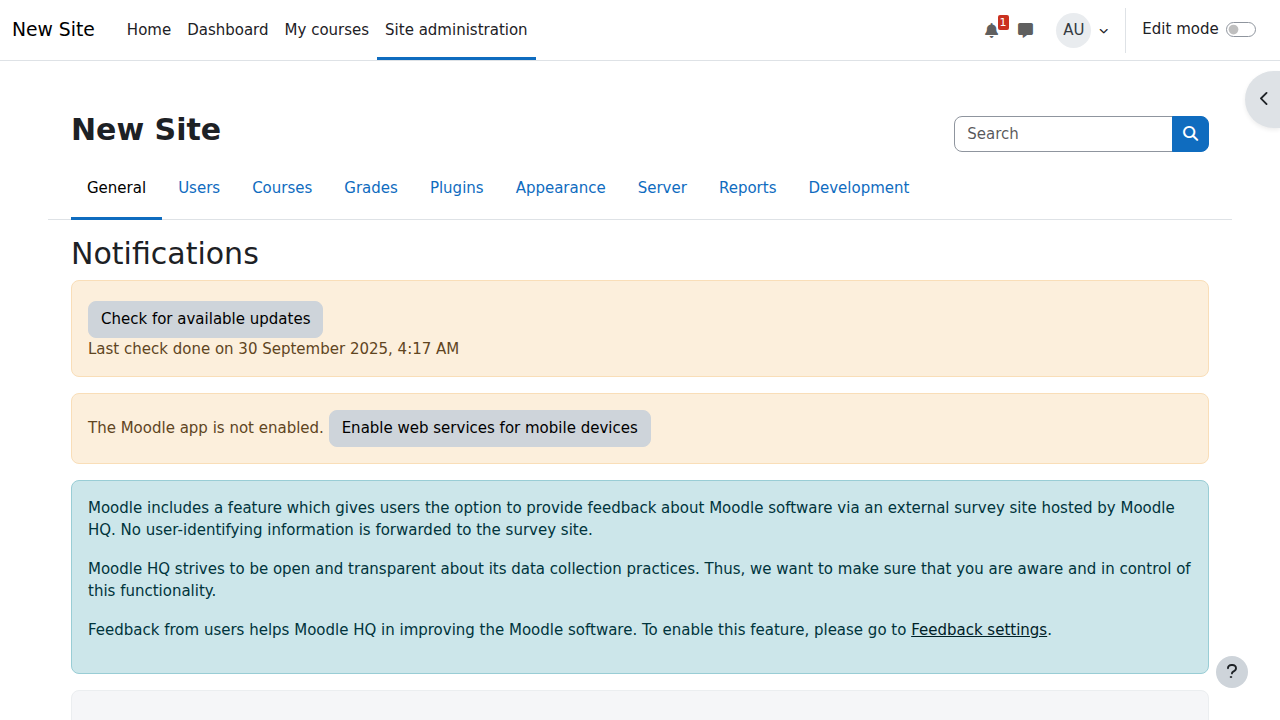 New Site Home Dashboard My courses Site administration 1 AU Edit mode
New Site
Search
General Users Courses Grades Plugins Appearance Server Reports Development
Notifications
Check for available updates
Last check done on 30 September 2025, 4:17 AM
The Moodle app is not enabled. Enable web services for mobile devices
Moodle includes a feature which gives users the option to provide feedback about Moodle software via an external survey site hosted by Moodle
HQ. No user-identifying information is forwarded to the survey site.
Moodle HQ strives to be open and transparent about its data collection practices. Thus, we want to make sure that you are aware and in control of
this functionality.
Feedback from users helps Moodle HQ in improving the Moodle software. To enable this feature, please go to Feedback settings.
?